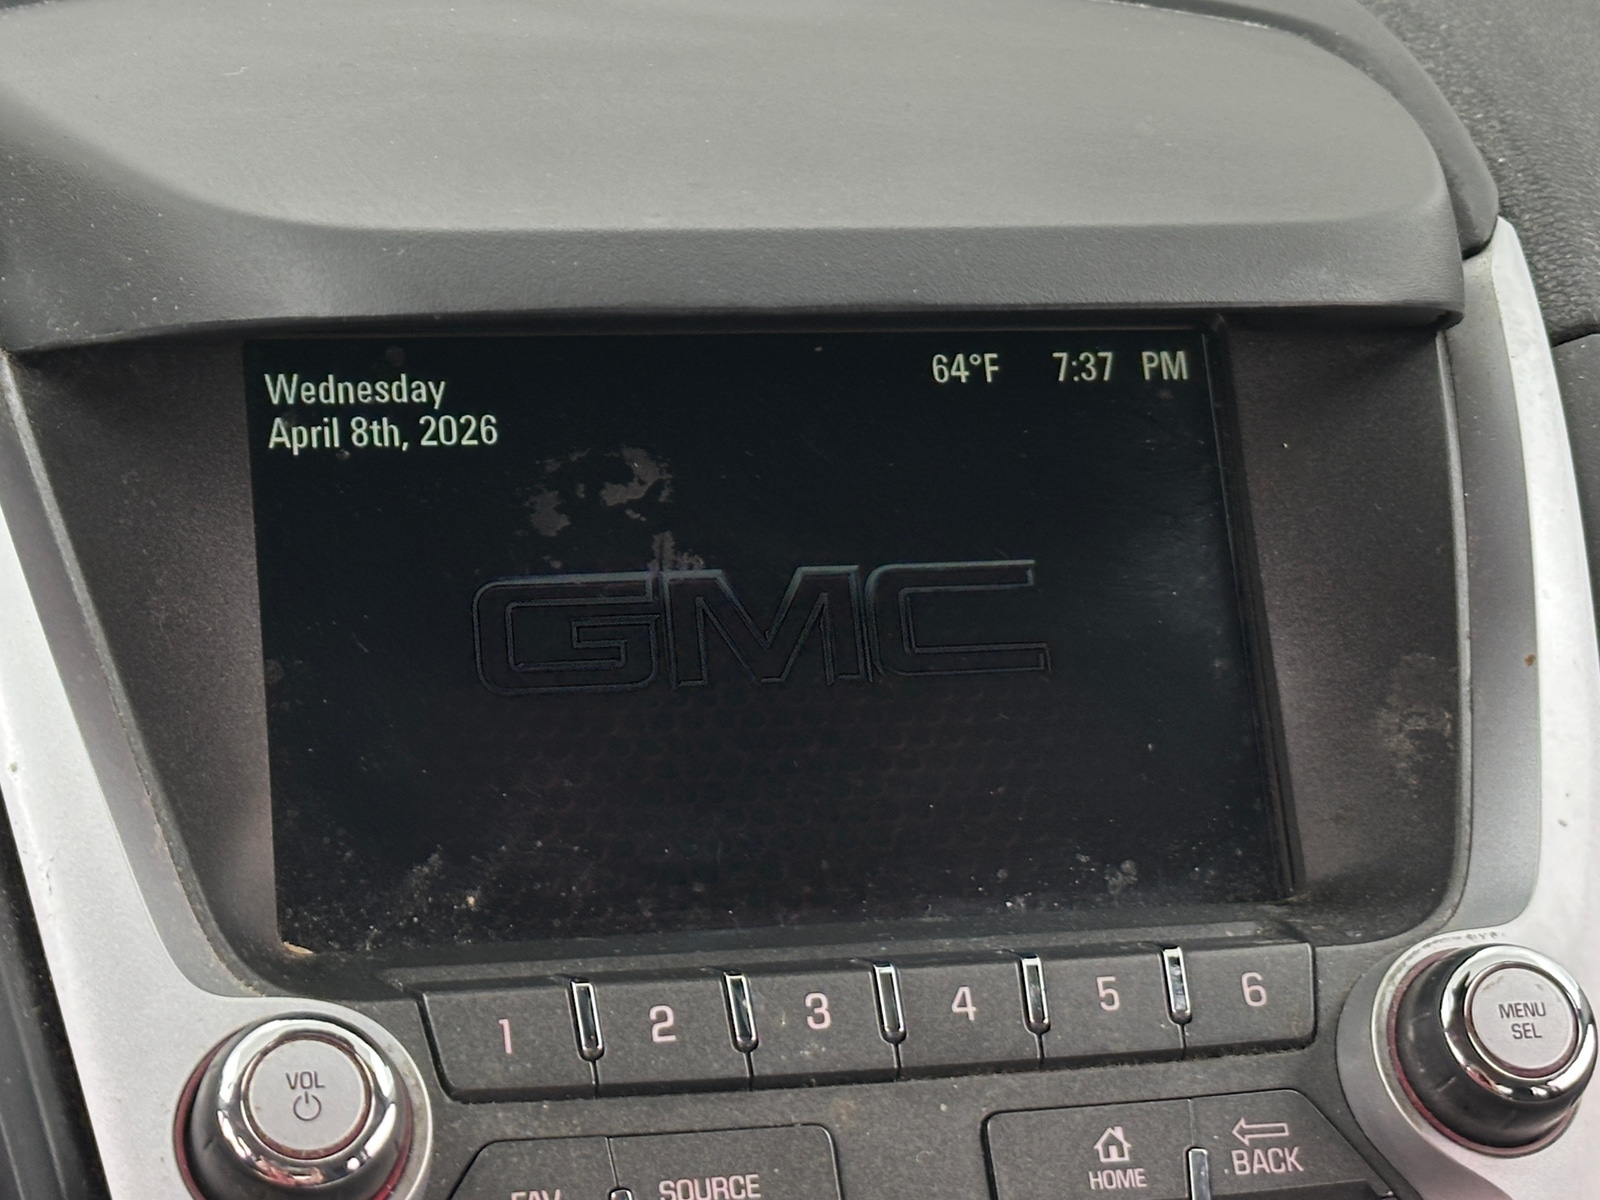 Wednesday
April 8th, 2026
64°F 7:37 PM
GMC
1 2 3 4 5 6
VOL
MENU
SEL
FAV
SOURCE
HOME
BACK